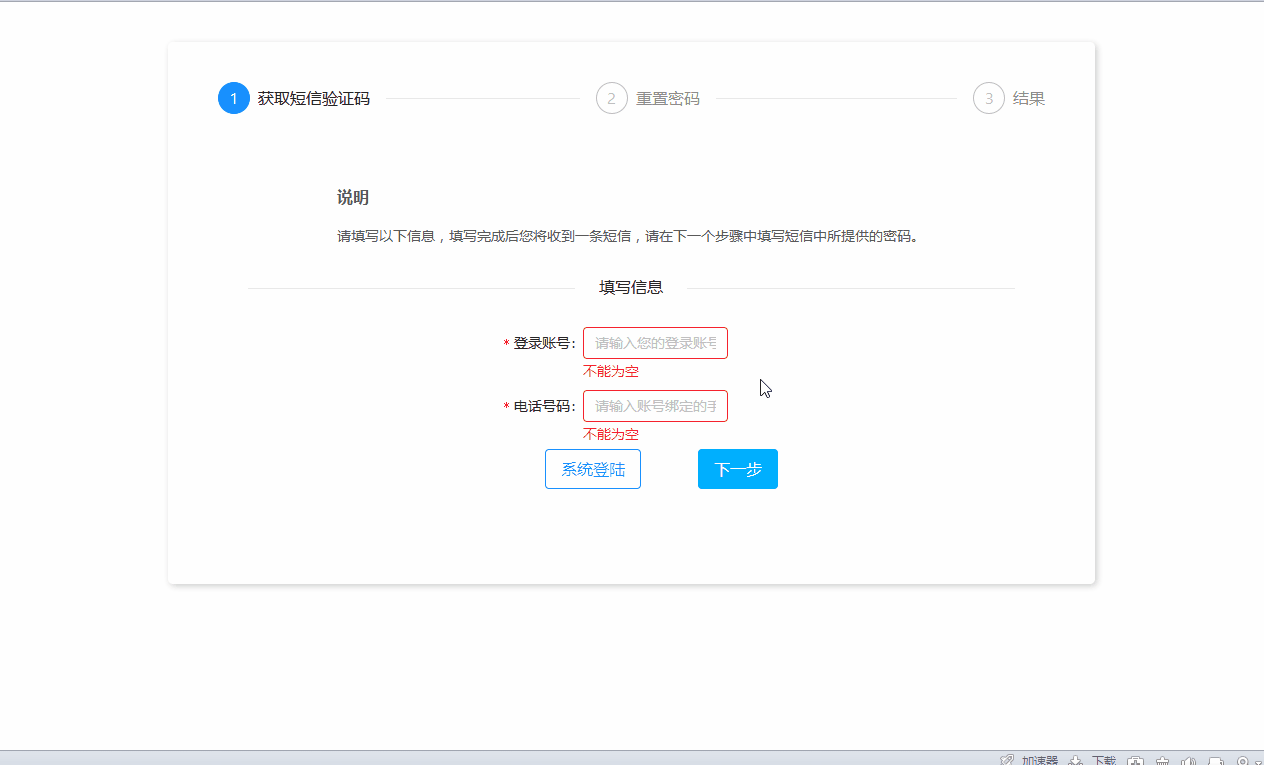 1 获取短信验证码 2 重置密码 3 结果
说明
请填写以下信息，填写完成后您将收到一条短信，请在下一个步骤中填写短信中所提供的密码。
填写信息
* 登录账号: 请输入您的登录账号
不能为空
* 电话号码: 请输入账号绑定的手
不能为空
系统登陆 下一步
加速器 下载